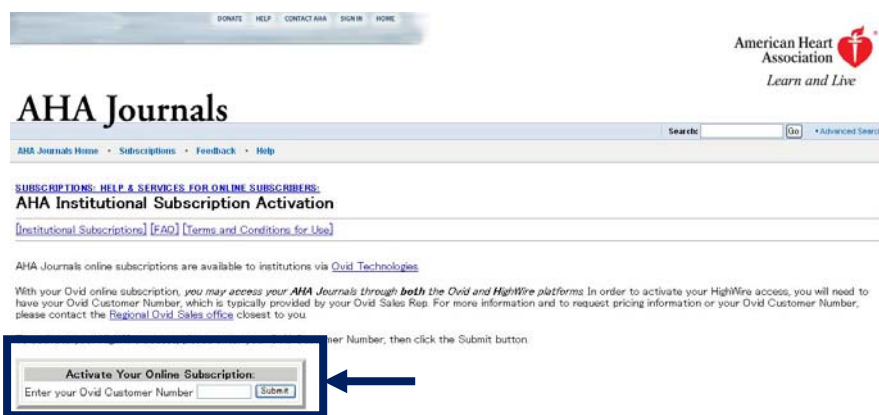 DONATE HELP CONTACT AHA SIGN IN HOME
American Heart
Association
Learn and Live
AHA Journals
Search: Go • Advanced Search
AHA Journals Home • Subscriptions • Feedback • Help
SUBSCRIPTIONS: HELP & SERVICES FOR ONLINE SUBSCRIBERS:
AHA Institutional Subscription Activation
[Institutional Subscriptions] [FAQ] [Terms and Conditions for Use]
AHA Journals online subscriptions are available to institutions via Ovid Technologies
With your Ovid online subscription, you may access your AHA Journals through both the Ovid and HighWire platforms. In order to activate your HighWire access, you will need to
have your Ovid Customer Number, which is typically provided by your Ovid Sales Rep. For more information and to request pricing information or your Ovid Customer Number,
please contact the Regional Ovid Sales office closest to you.
mer Number, then click the Submit button.
Activate Your Online Subscription:
Enter your Ovid Customer Number Submit